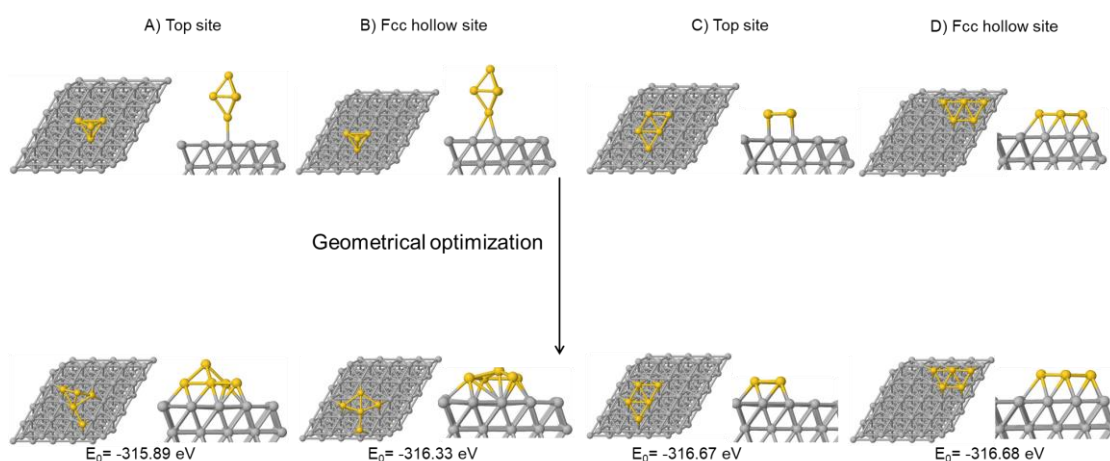 A) Top site
B) Fcc hollow site
C) Top site
D) Fcc hollow site
Geometrical optimization
E₀= -315.89 eV
E₀= -316.33 eV
E₀= -316.67 eV
E₀= -316.68 eV